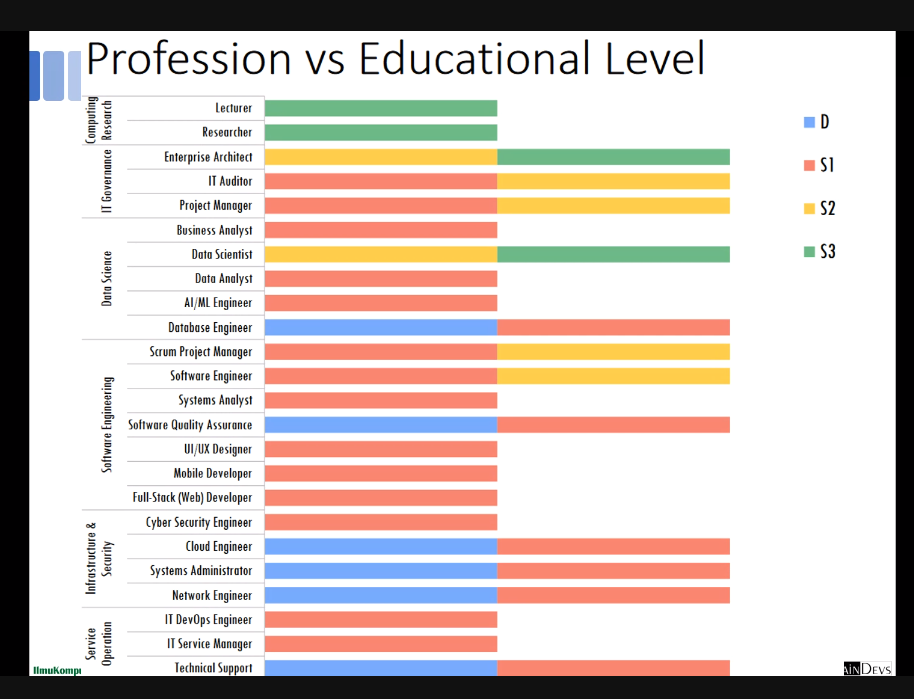 Profession vs Educational Level
Computing
Research
Lecturer
Researcher
IT Governance
Enterprise Architect
IT Auditor
Project Manager
Data Science
Business Analyst
Data Scientist
Data Analyst
AI/ML Engineer
Database Engineer
Software Engineering
Scrum Project Manager
Software Engineer
Systems Analyst
Software Quality Assurance
UI/UX Designer
Mobile Developer
Full-Stack (Web) Developer
Infrastructure &
Security
Cyber Security Engineer
Cloud Engineer
Systems Administrator
Network Engineer
Service
Operation
IT DevOps Engineer
IT Service Manager
Technical Support
D
S1
S2
S3
IlmuKomp
AIN DEVS